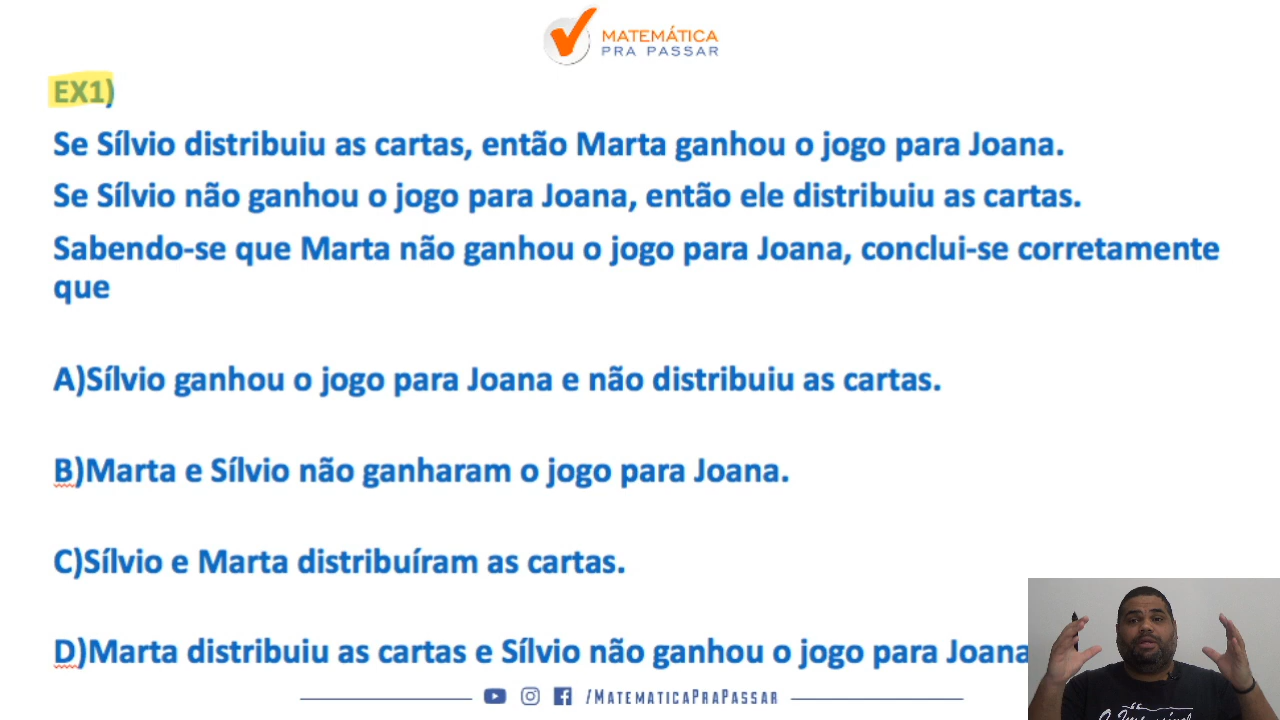 MATEMÁTICA
PRA PASSAR
EX1)
Se Sílvio distribuiu as cartas, então Marta ganhou o jogo para Joana.
Se Sílvio não ganhou o jogo para Joana, então ele distribuiu as cartas.
Sabendo-se que Marta não ganhou o jogo para Joana, conclui-se corretamente
que
A)Sílvio ganhou o jogo para Joana e não distribuiu as cartas.
B)Marta e Sílvio não ganharam o jogo para Joana.
C)Sílvio e Marta distribuíram as cartas.
D)Marta distribuiu as cartas e Sílvio não ganhou o jogo para Joana
/MATEMATICAPRAPASSAR